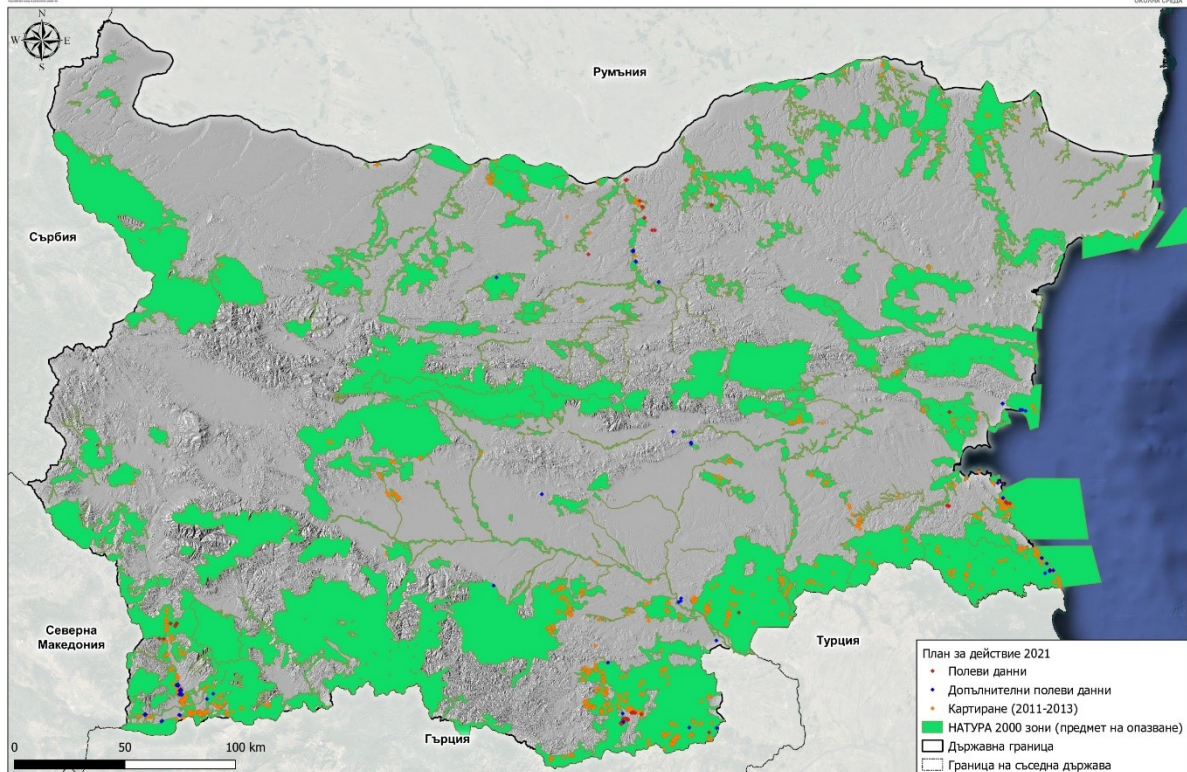 N
W E
S
Румъния
Сърбия
Северна
Македония
Гърция
Турция
0 50 100 km
План за действие 2021
Полеви данни
Допълнителни полеви данни
Картиране (2011-2013)
НАТУРА 2000 зони (предмет на опазване)
Държавна граница
Граница на съседна държава